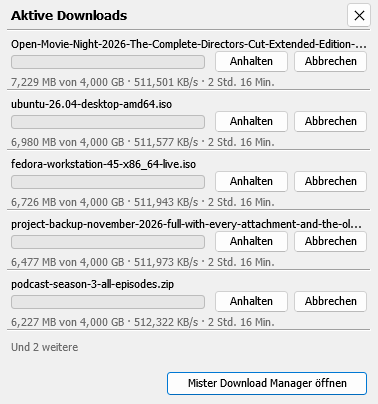 Aktive Downloads
Open-Movie-Night-2026-The-Complete-Directors-Cut-Extended-Edition-...
Anhalten Abbrechen
7,229 MB von 4,000 GB · 511,501 KB/s · 2 Std. 16 Min.
ubuntu-26.04-desktop-amd64.iso
Anhalten Abbrechen
6,980 MB von 4,000 GB · 511,577 KB/s · 2 Std. 16 Min.
fedora-workstation-45-x86_64-live.iso
Anhalten Abbrechen
6,726 MB von 4,000 GB · 511,943 KB/s · 2 Std. 16 Min.
project-backup-november-2026-full-with-every-attachment-and-the-ol...
Anhalten Abbrechen
6,477 MB von 4,000 GB · 511,973 KB/s · 2 Std. 16 Min.
podcast-season-3-all-episodes.zip
Anhalten Abbrechen
6,227 MB von 4,000 GB · 512,322 KB/s · 2 Std. 16 Min.
Und 2 weitere
Mister Download Manager öffnen